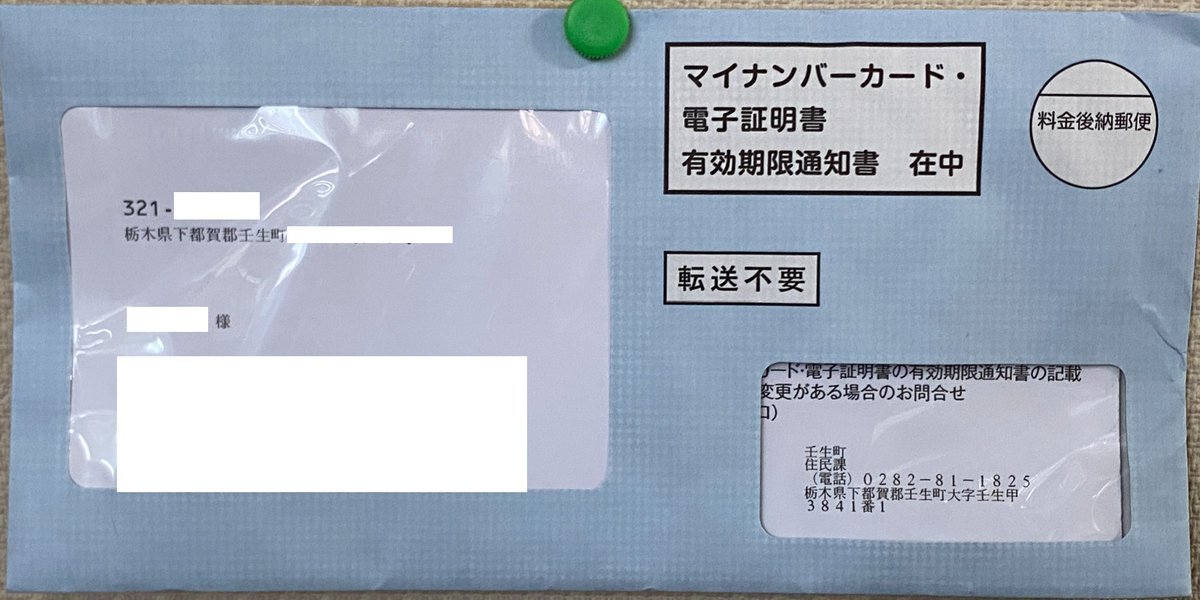 マイナンバーカード・
電子証明書
有効期限通知書 在中
料金後納郵便
転送不要
321-
栃木県下都賀郡壬生町
様
ード・電子証明書の有効期限通知書の記載
変更がある場合のお問合せ
口)
壬生町
住民課
(電話)0282-81-1825
栃木県下都賀郡壬生町大字壬生甲
3841番1